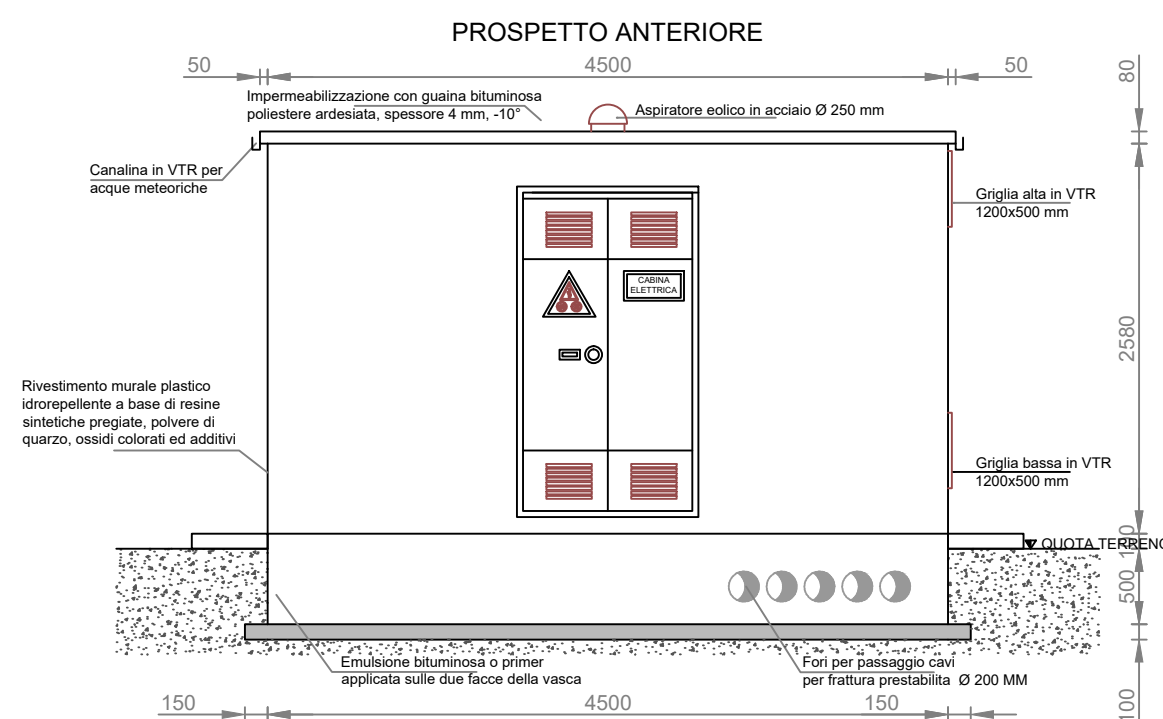 PROSPETTO ANTERIORE
50
4500
50
80
Impermeabilizzazione con guaina bituminosa
poliestere ardesiata, spessore 4 mm, -10°
Aspiratore eolico in acciaio Ø 250 mm
Canalina in VTR per
acque meteoriche
Griglia alta in VTR
1200x500 mm
CABINA
ELETTRICA
2580
Rivestimento murale plastico
idrorepellente a base di resine
sintetiche pregiate, polvere di
quarzo, ossidi colorati ed additivi
Griglia bassa in VTR
1200x500 mm
QUOTA TERRENO
500
Emulsione bituminosa o primer
applicata sulle due facce della vasca
Fori per passaggio cavi
per frattura prestabilita Ø 200 MM
150
4500
150
100